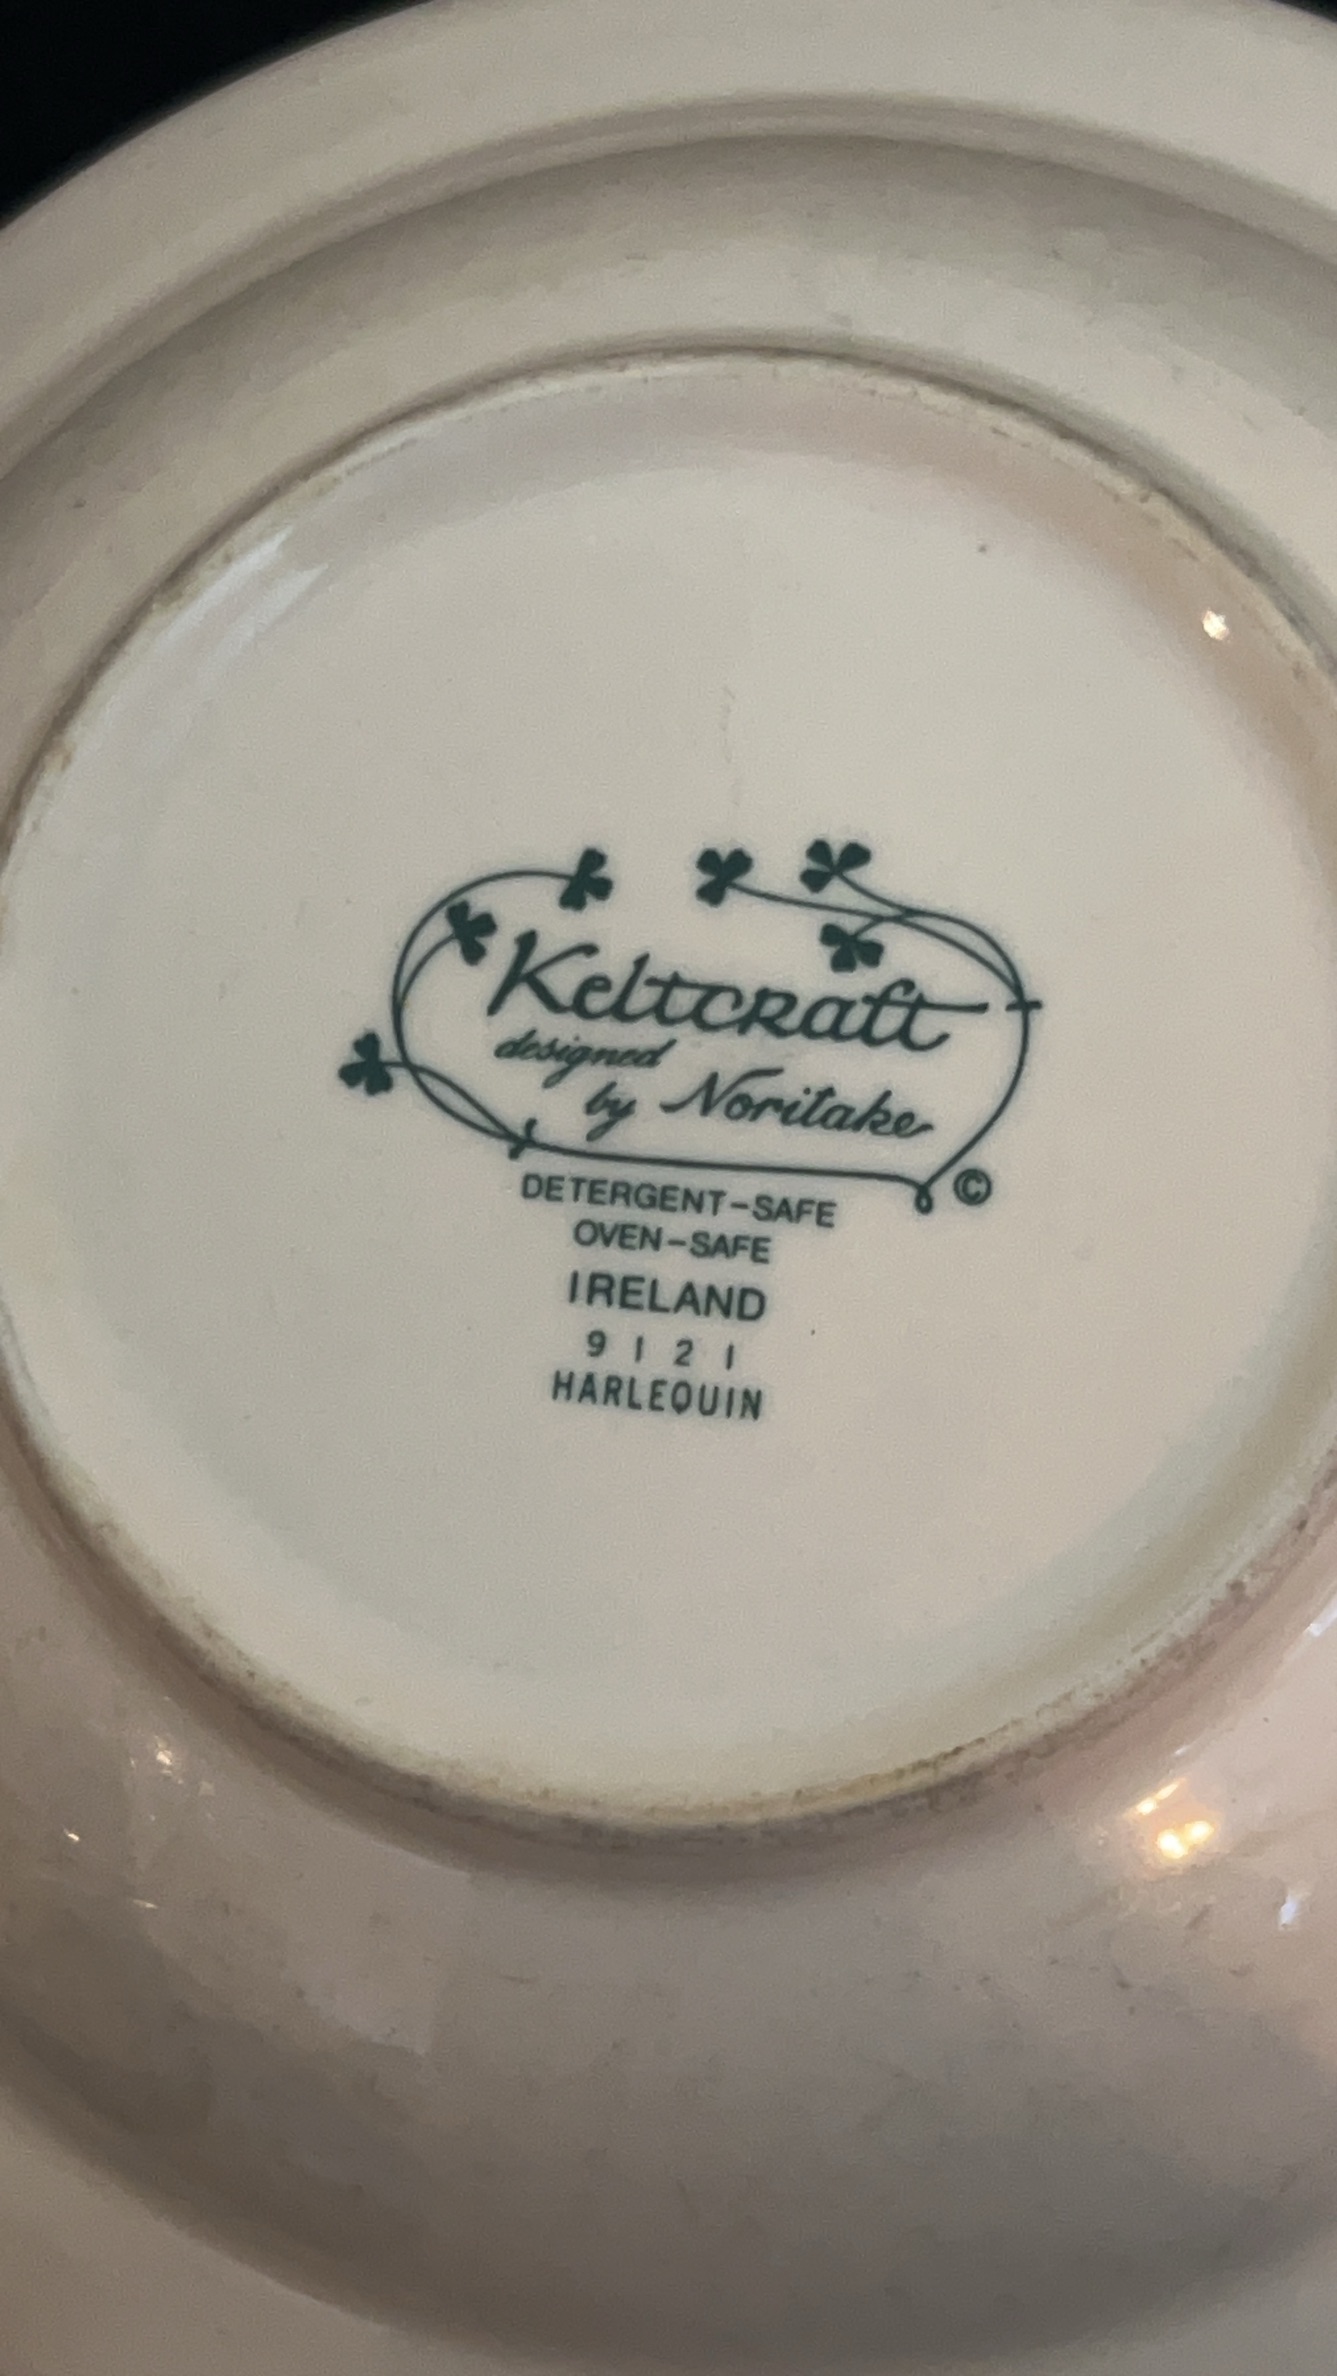 Keltcraft
designed
by Noritake
©
DETERGENT-SAFE
OVEN-SAFE
IRELAND
9121
HARLEQUIN